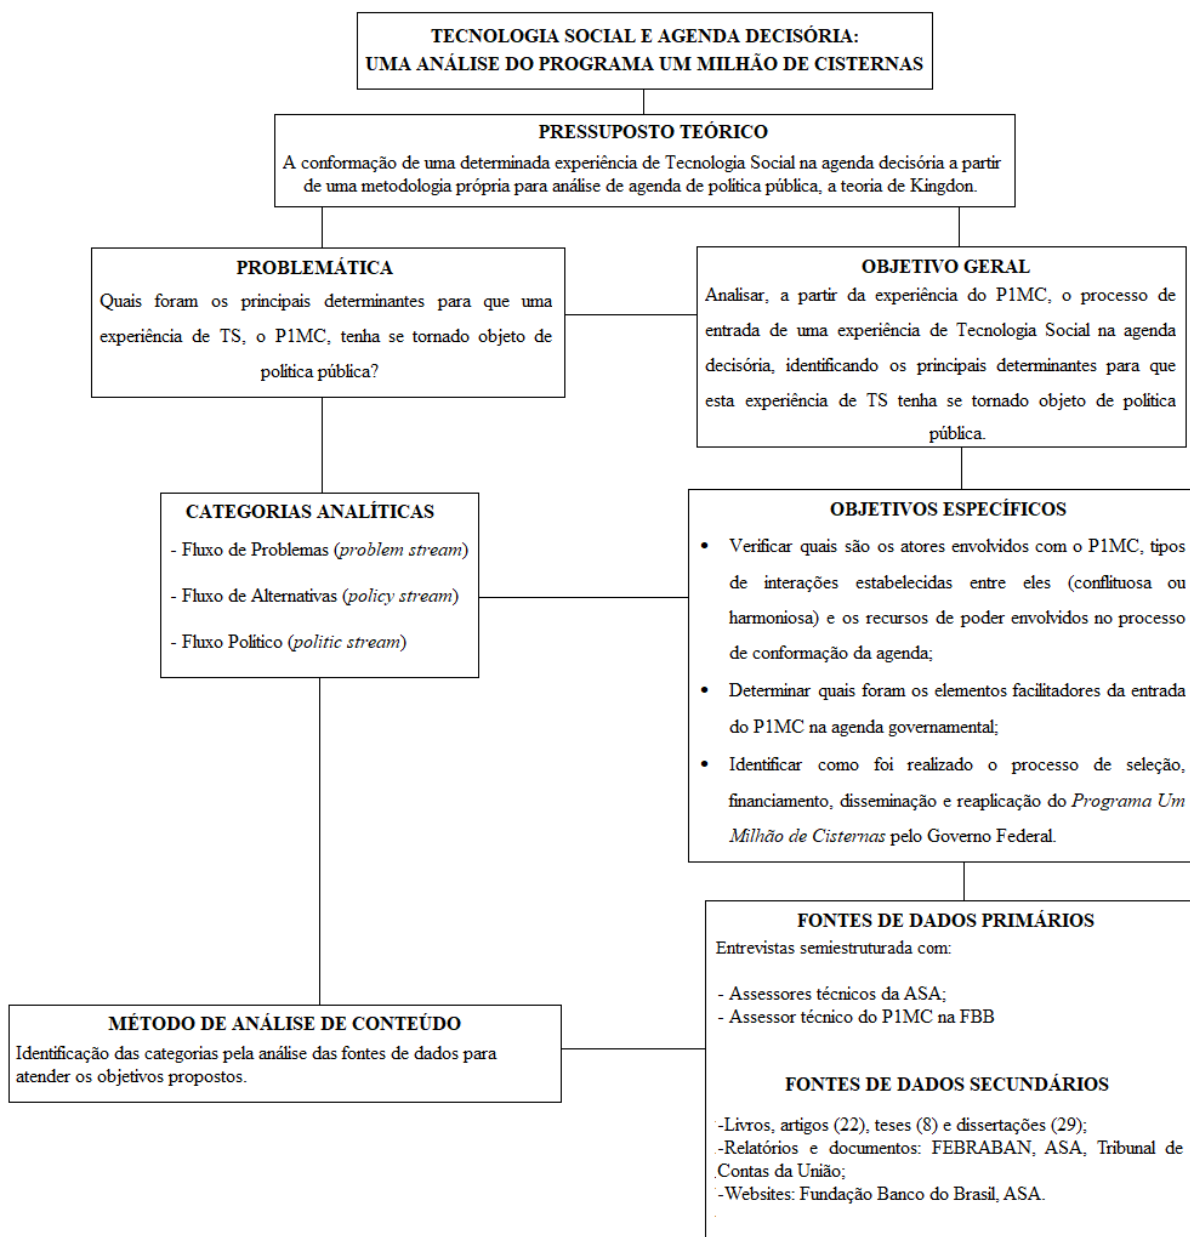 TECNOLOGIA SOCIAL E AGENDA DECISÓRIA:
UMA ANÁLISE DO PROGRAMA UM MILHÃO DE CISTERNAS
PRESSUPOSTO TEÓRICO
A conformação de uma determinada experiência de Tecnologia Social na agenda decisória a partir
de uma metodologia própria para análise de agenda de política pública, a teoria de Kingdon.
PROBLEMÁTICA
Quais foram os principais determinantes para que uma
experiência de TS, o P1MC, tenha se tornado objeto de
política pública?
OBJETIVO GERAL
Analisar, a partir da experiência do P1MC, o processo de
entrada de uma experiência de Tecnologia Social na agenda
decisória, identificando os principais determinantes para que
esta experiência de TS tenha se tornado objeto de política
pública.
CATEGORIAS ANALÍTICAS
- Fluxo de Problemas (problem stream)
- Fluxo de Alternativas (policy stream)
- Fluxo Político (politic stream)
OBJETIVOS ESPECÍFICOS
• Verificar quais são os atores envolvidos com o P1MC, tipos
de interações estabelecidas entre eles (conflituosa ou
harmoniosa) e os recursos de poder envolvidos no processo
de conformação da agenda;
• Determinar quais foram os elementos facilitadores da entrada
do P1MC na agenda governamental;
• Identificar como foi realizado o processo de seleção,
financiamento, disseminação e reaplicação do Programa Um
Milhão de Cisternas pelo Governo Federal.
MÉTODO DE ANÁLISE DE CONTEÚDO
Identificação das categorias pela análise das fontes de dados para
atender os objetivos propostos.
FONTES DE DADOS PRIMÁRIOS
Entrevistas semiestruturada com:
- Assessores técnicos da ASA;
- Assessor técnico do P1MC na FBB
FONTES DE DADOS SECUNDÁRIOS
-Livros, artigos (22), teses (8) e dissertações (29);
-Relatórios e documentos: FEBRABAN, ASA, Tribunal de
Contas da União;
-Websites: Fundação Banco do Brasil, ASA.